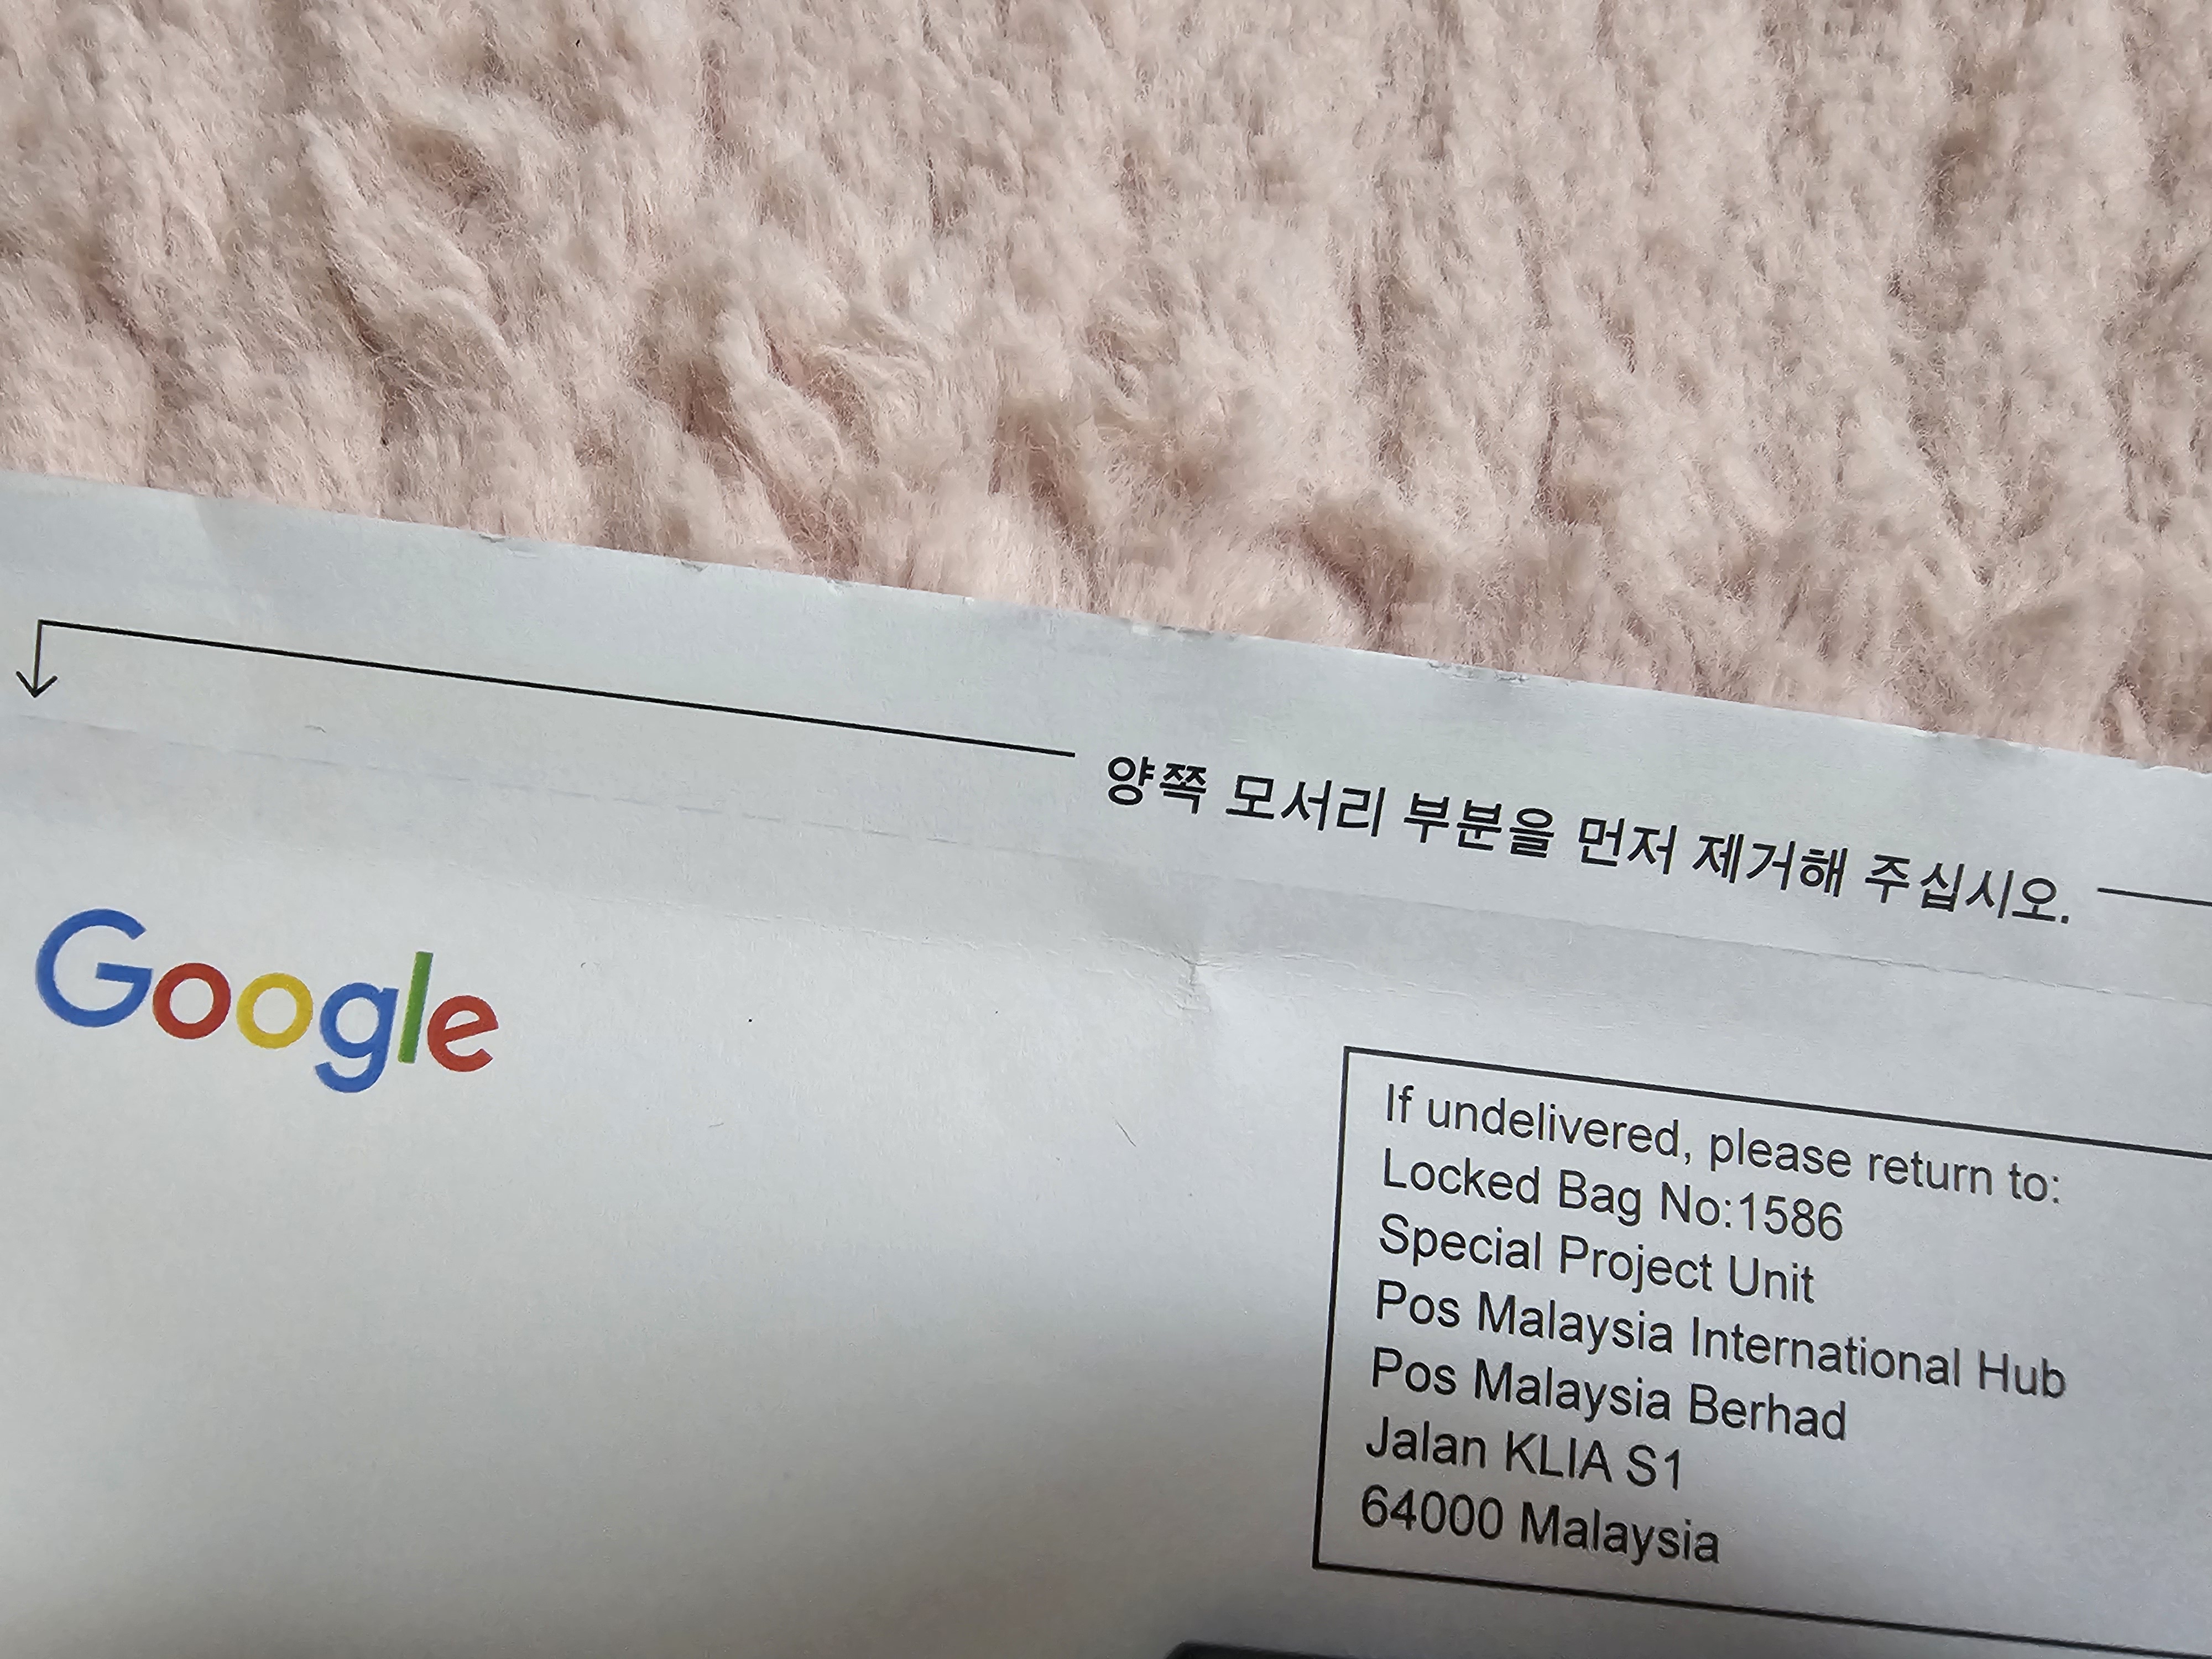 양쪽 모서리 부분을 먼저 제거해 주십시오.
Google
If undelivered, please return to:
Locked Bag No:1586
Special Project Unit
Pos Malaysia International Hub
Pos Malaysia Berhad
Jalan KLIA S1
64000 Malaysia